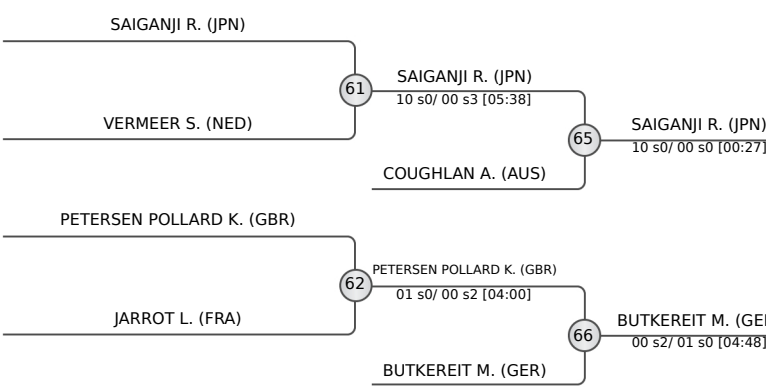 SAIGANJI R. (JPN)
61
SAIGANJI R. (JPN)
10 s0/ 00 s3 [05:38]
VERMEER S. (NED)
65
SAIGANJI R. (JPN)
10 s0/ 00 s0 [00:27]
COUGHLAN A. (AUS)
PETERSEN POLLARD K. (GBR)
62
PETERSEN POLLARD K. (GBR)
01 s0/ 00 s2 [04:00]
JARROT L. (FRA)
66
BUTKEREIT M. (GE
00 s2/ 01 s0 [04:48]
BUTKEREIT M. (GER)